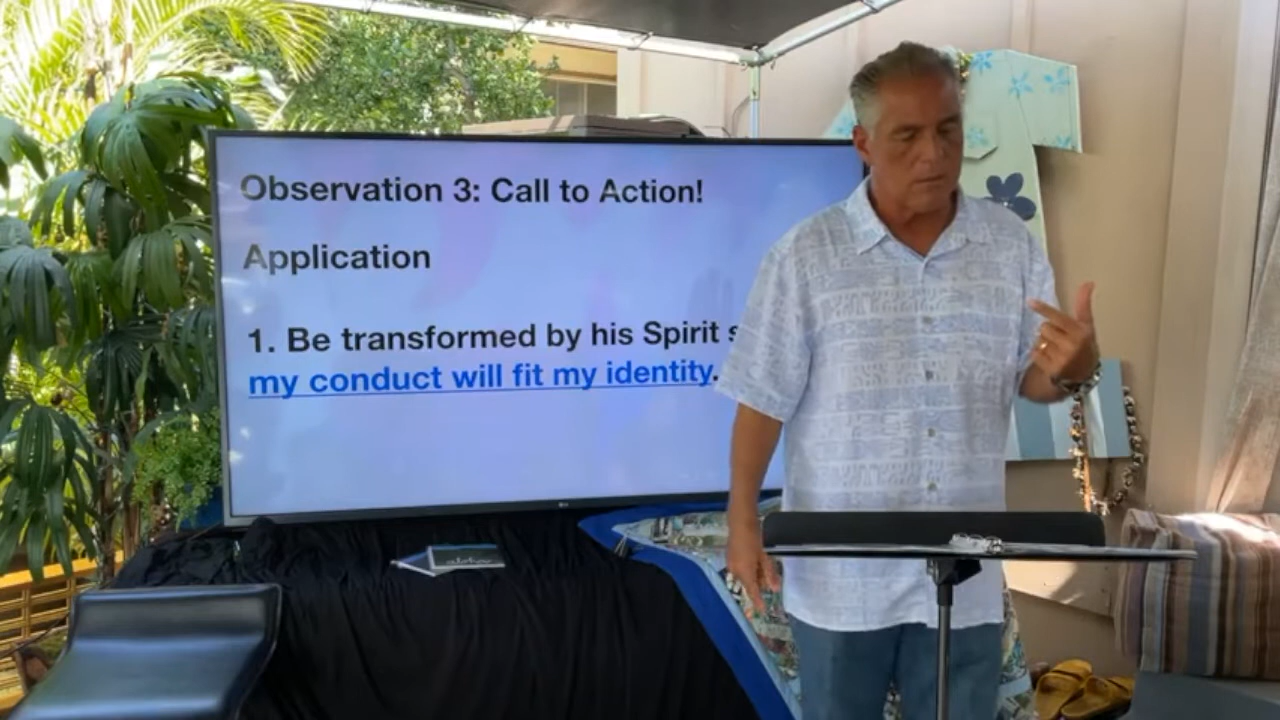 Observation 3: Call to Action!
Application
1. Be transformed by his Spirit s
my conduct will fit my identity.